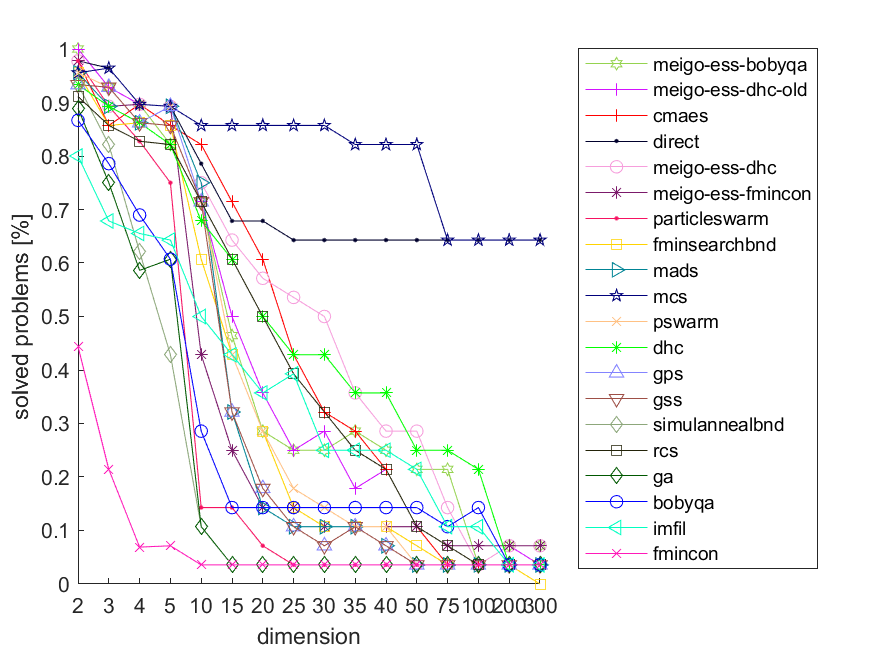 1
0.9
0.8
0.7
0.6
0.5
0.4
0.3
0.2
0.1
0
solved problems [%]
2 3 4 5 10 15 20 25 30 35 40 50 75 100 200 300
dimension
meigo-ess-bobyqa
meigo-ess-dhc-old
cmaes
direct
meigo-ess-dhc
meigo-ess-fmincon
particleswarm
fminsearchbnd
mads
mcs
pswarm
dhc
gps
gss
simulannealbnd
rcs
ga
bobyqa
imfil
fmincon